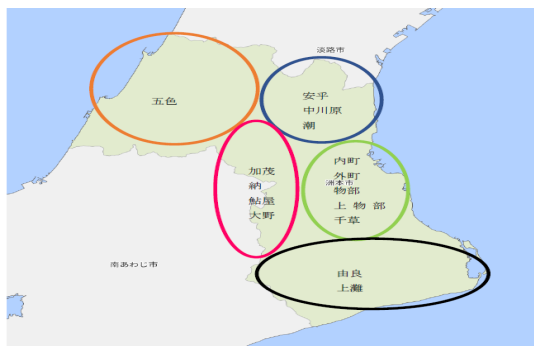 淡路市
五色
安乎
中川原
潮
加茂
納
鮎屋
大野
内町
外町
洲本市
物部
上物部
千草
南あわじ市
由良
上灘